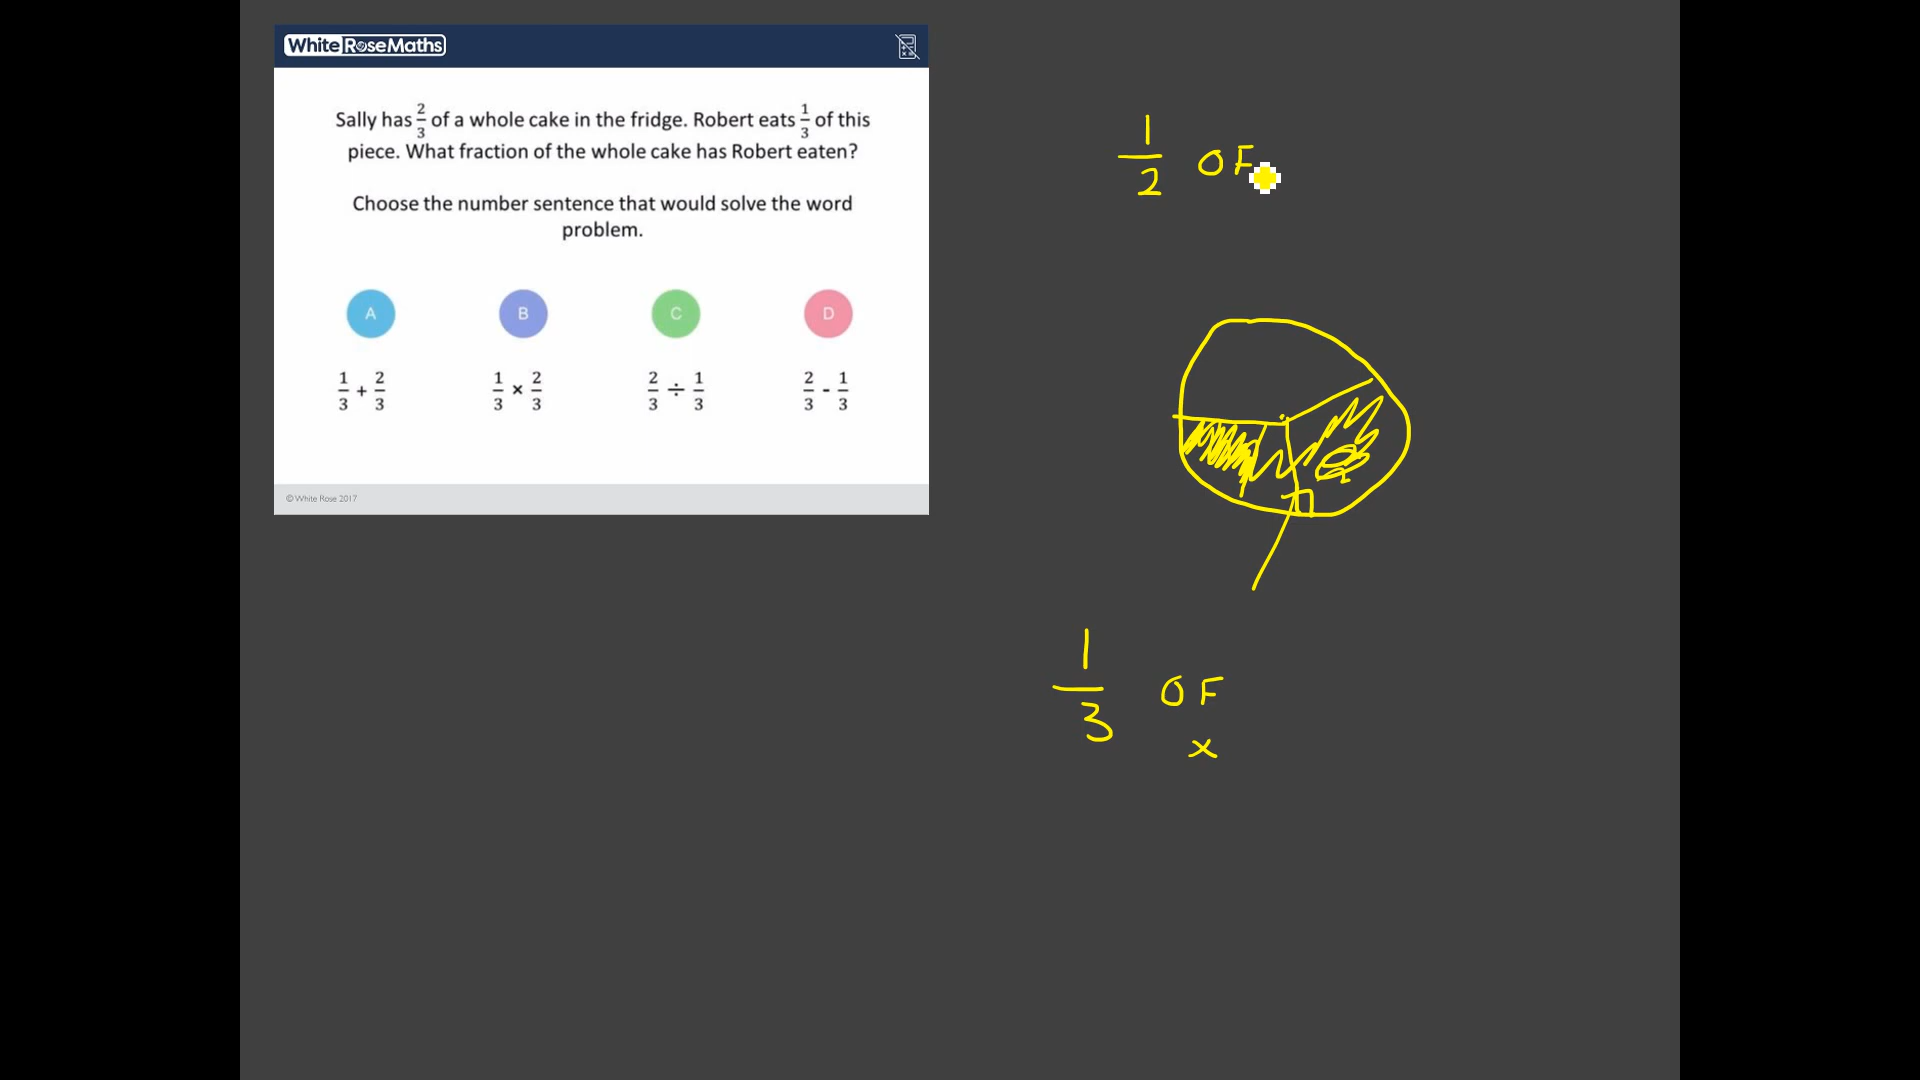 White Rose Maths
Sally has 2/3 of a whole cake in the fridge. Robert eats 1/3 of this
piece. What fraction of the whole cake has Robert eaten?
Choose the number sentence that would solve the word
problem.
A B C D
1/3 + 2/3 1/3 × 2/3 2/3 ÷ 1/3 2/3 - 1/3
© White Rose 2017
1/2 OF
1/3 OF
x